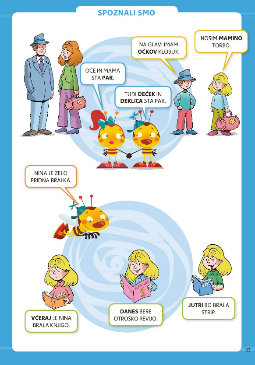 SPOZNALI SMO
NA GLAVI IMAM
OČKOV KLOBUK.
NOSIM MAMINO
TORBO.
OČE IN MAMA
STA PAR.
TUDI DEČEK IN
DEKLICA STA PAR.
NINA JE ZELO
PRIDNA BRALKA.
VČERAJ JE NINA
BRALA KNJIGO.
DANES BERE
OTROŠKO REVIJO.
JUTRI BO BRALA
STRIP.